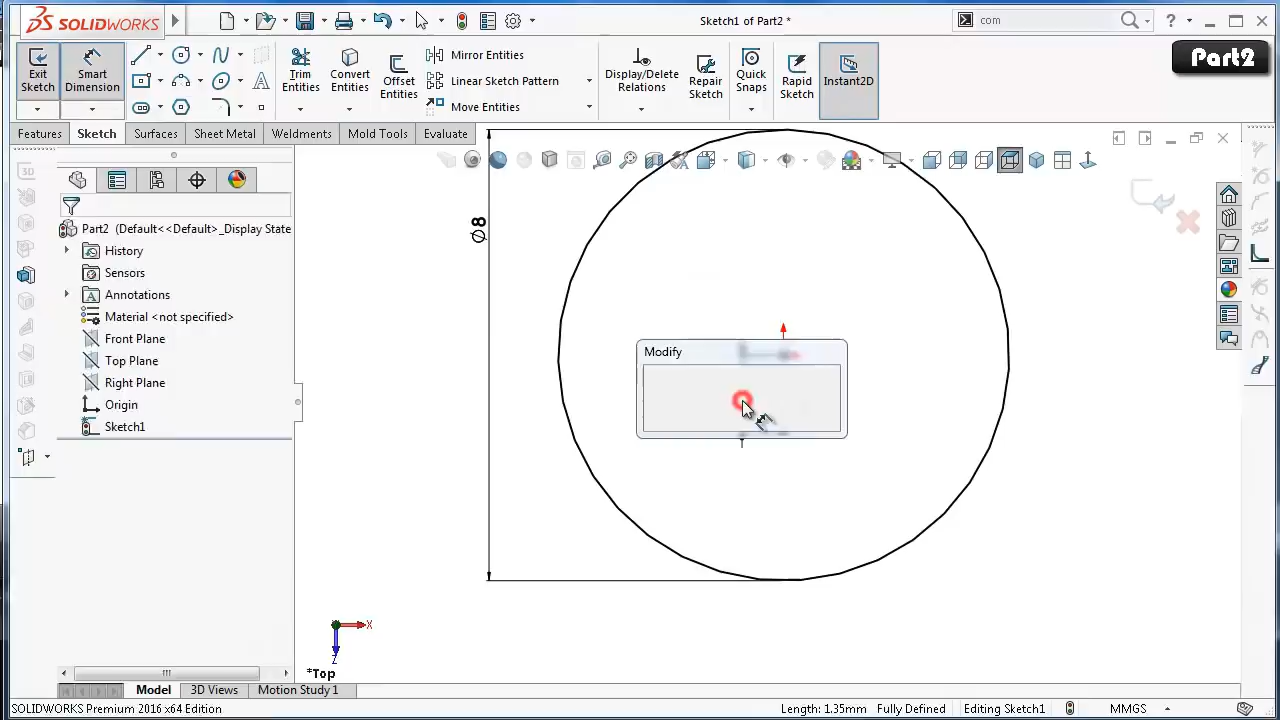 SOLIDWORKS
Sketch1 of Part2 *
com
?
Exit Sketch
Smart Dimension
Trim Entities
Convert Entities
Offset Entities
Mirror Entities
Linear Sketch Pattern
Move Entities
Display/Delete Relations
Repair Sketch
Quick Snaps
Rapid Sketch
Instant2D
Part2
Features
Sketch
Surfaces
Sheet Metal
Weldments
Mold Tools
Evaluate
Part2 (Default<<Default>_Display State
History
Sensors
Annotations
Material <not specified>
Front Plane
Top Plane
Right Plane
Origin
Sketch1
∅8
Modify
X
Z
*Top
Model
3D Views
Motion Study 1
SOLIDWORKS Premium 2016 x64 Edition
Length: 1.35mm
Fully Defined
Editing Sketch1
MMGS